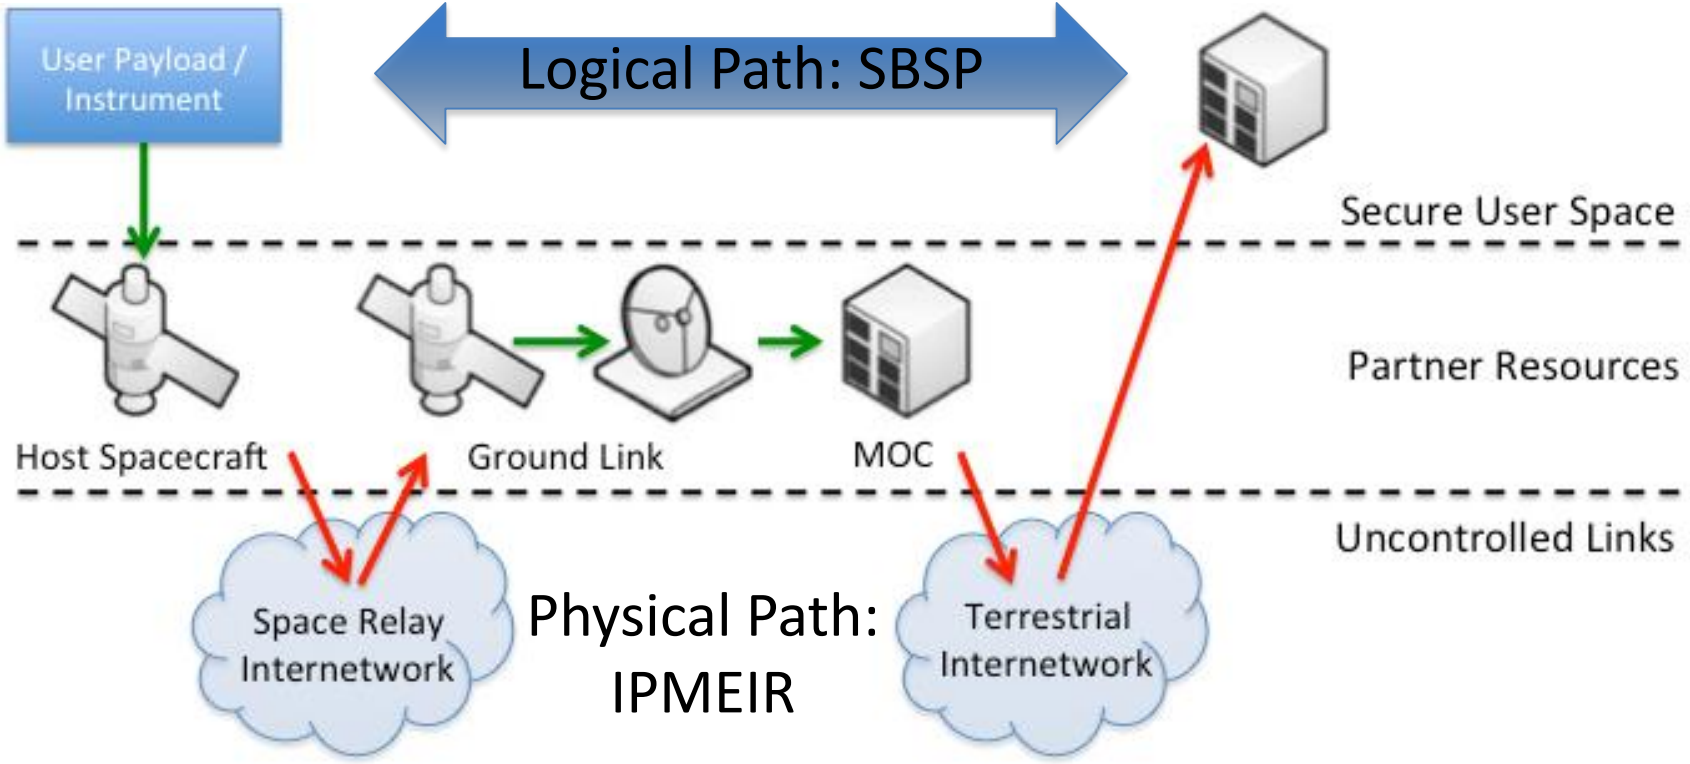 User Payload /
Instrument
Logical Path: SBSP
Secure User Space
Partner Resources
Host Spacecraft
Ground Link
MOC
Uncontrolled Links
Space Relay
Internetwork
Physical Path:
IPMEIR
Terrestrial
Internetwork